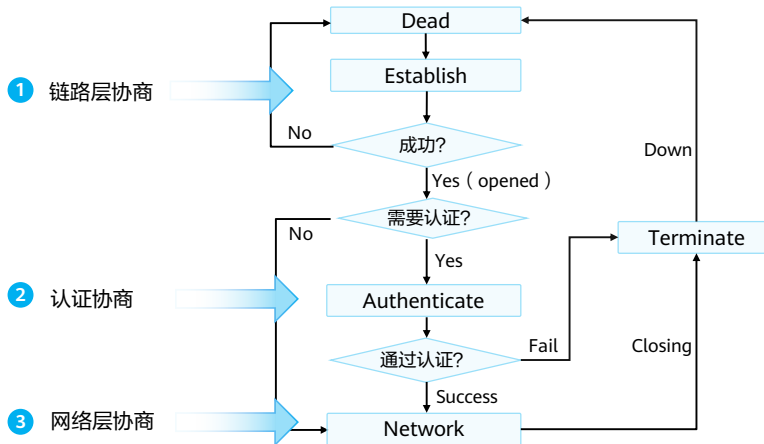 Dead
Establish
1 链路层协商
No
成功?
Down
Yes（opened）
需要认证?
No
Terminate
Yes
2 认证协商
Authenticate
Fail
Closing
通过认证?
Success
3 网络层协商
Network